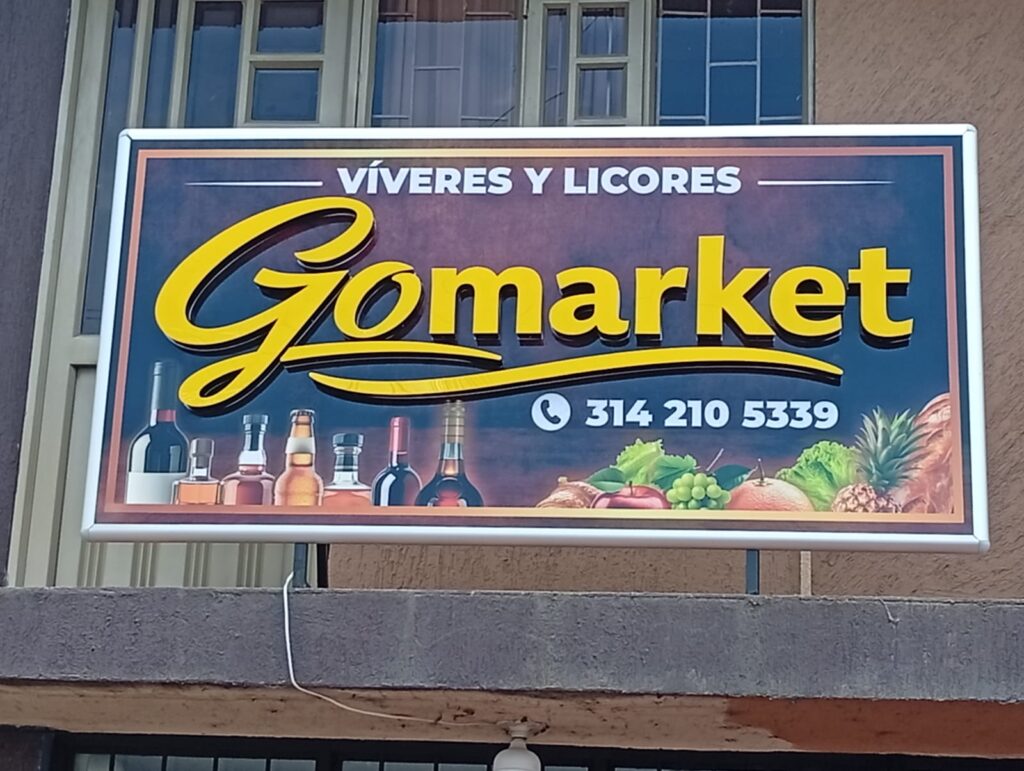 VÍVERES Y LICORES
Gomarket
314 210 5339